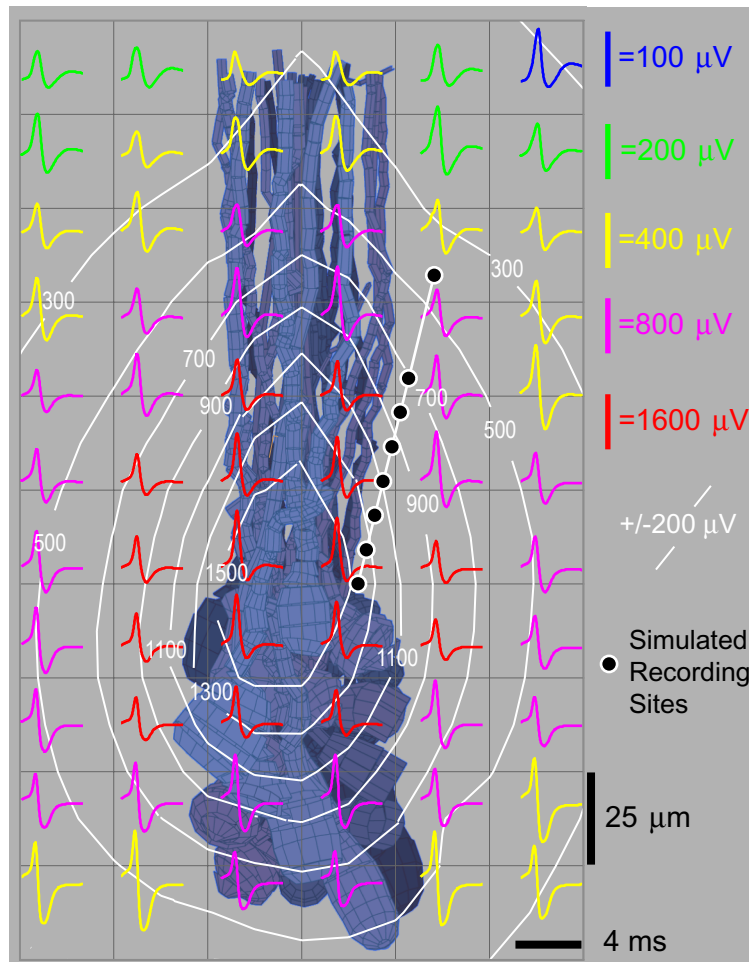 =100 μV
=200 μV
=400 μV
=800 μV
=1600 μV
+/-200 μV
Simulated
Recording
Sites
25 μm
4 ms
300
300
700
900
700
500
900
500
1500
1100
1100
1300